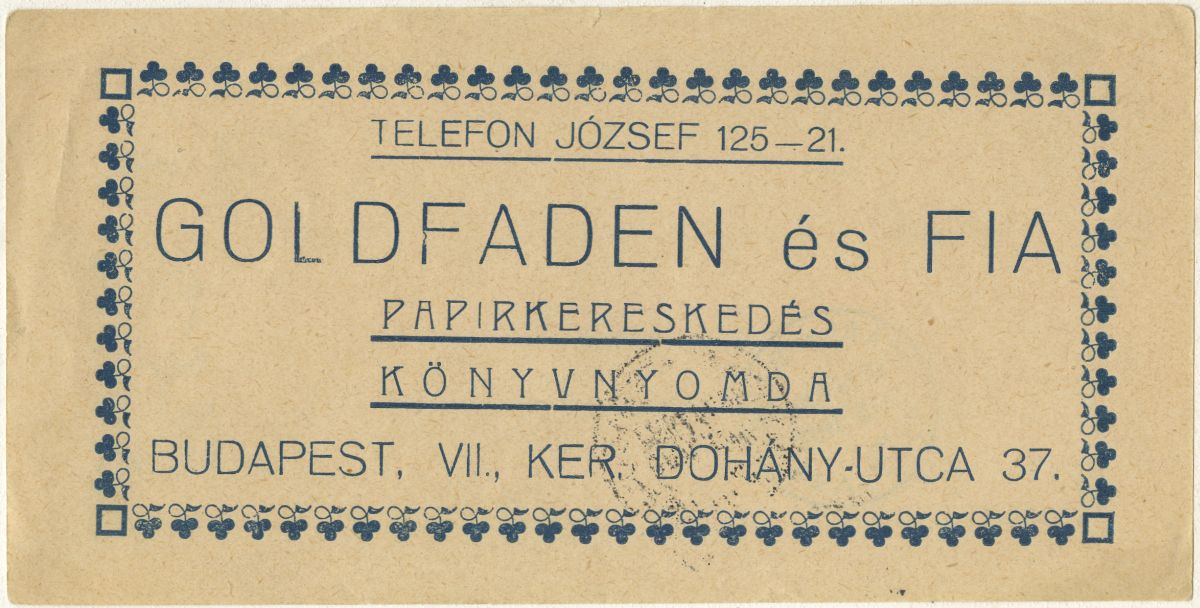 TELEFON JÓZSEF 125—21.
GOLDFADEN és FIA
PAPIRKERESKEDÉS
KÖNYVNYOMDA
BUDAPEST, VII., KER. DOHÁNY-UTCA 37.